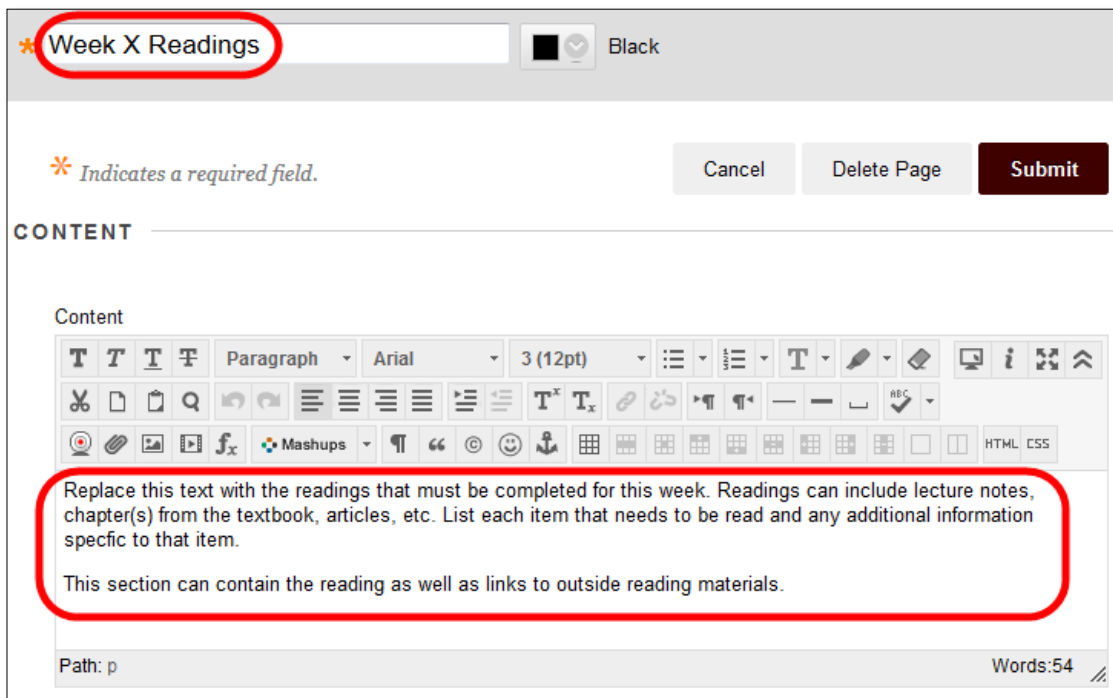 * Week X Readings Black
* Indicates a required field.
Cancel Delete Page Submit
CONTENT
Content
T T T T Paragraph Arial 3 (12pt) T i
Tx Tx ABC
fx Mashups ¶ “ © HTML CSS
Replace this text with the readings that must be completed for this week. Readings can include lecture notes,
chapter(s) from the textbook, articles, etc. List each item that needs to be read and any additional information
specfic to that item.
This section can contain the reading as well as links to outside reading materials.
Path: p Words:54